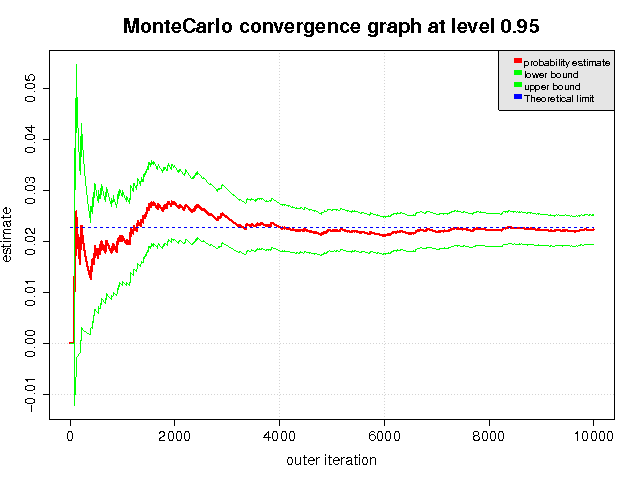 MonteCarlo convergence graph at level 0.95
probability estimate
lower bound
upper bound
Theoretical limit
estimate
0.05
0.04
0.03
0.02
0.01
0.00
−0.01
0
2000
4000
6000
8000
10000
outer iteration